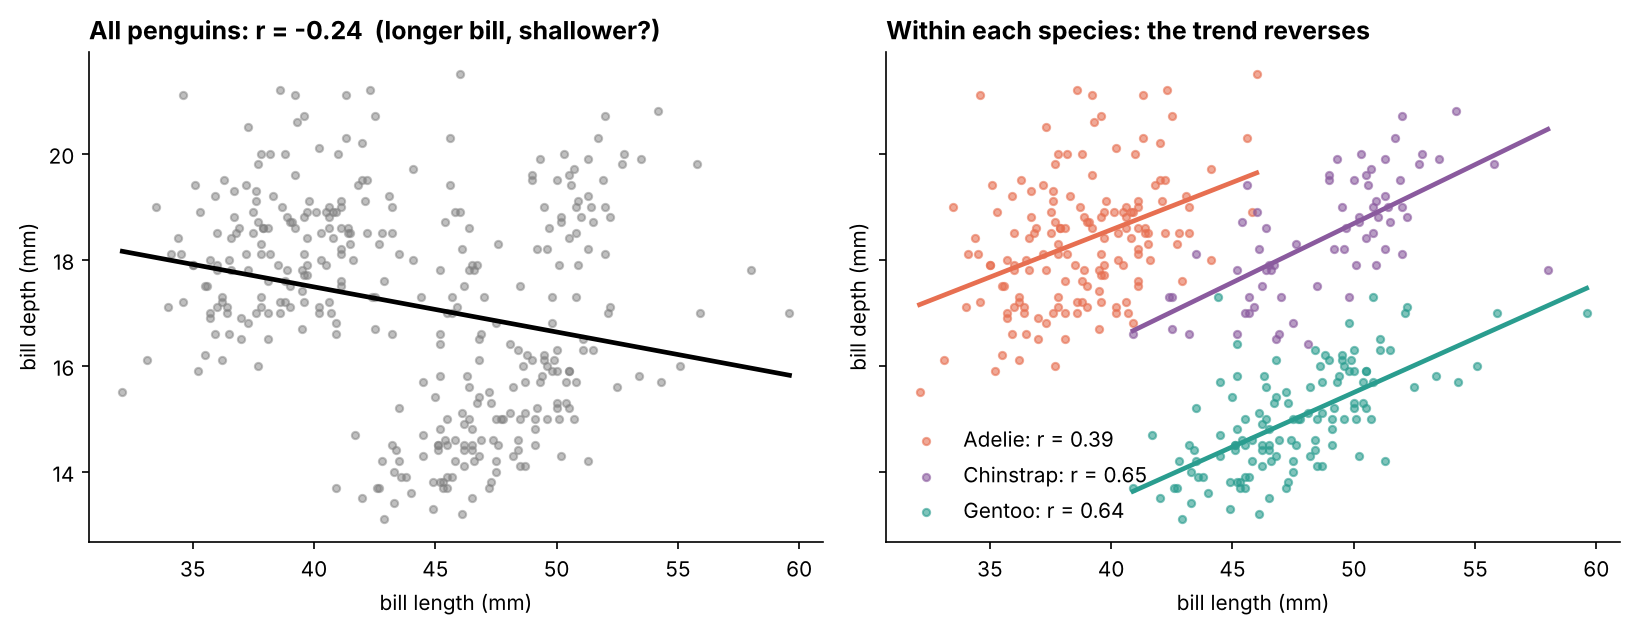 All penguins: r = -0.24  (longer bill, shallower?)
20
18
16
14
bill depth (mm)
35 40 45 50 55 60
bill length (mm)
Within each species: the trend reverses
bill depth (mm)
Adelie: r = 0.39
Chinstrap: r = 0.65
Gentoo: r = 0.64
35 40 45 50 55 60
bill length (mm)